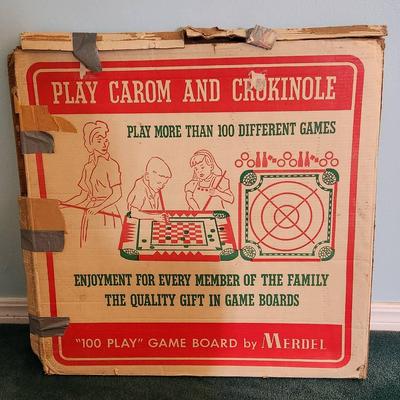 PLAY CAROM AND CROKINOLE
PLAY MORE THAN 100 DIFFERENT GAMES
ENJOYMENT FOR EVERY MEMBER OF THE FAMILY
THE QUALITY GIFT IN GAME BOARDS
"100 PLAY" GAME BOARD by MERDEL